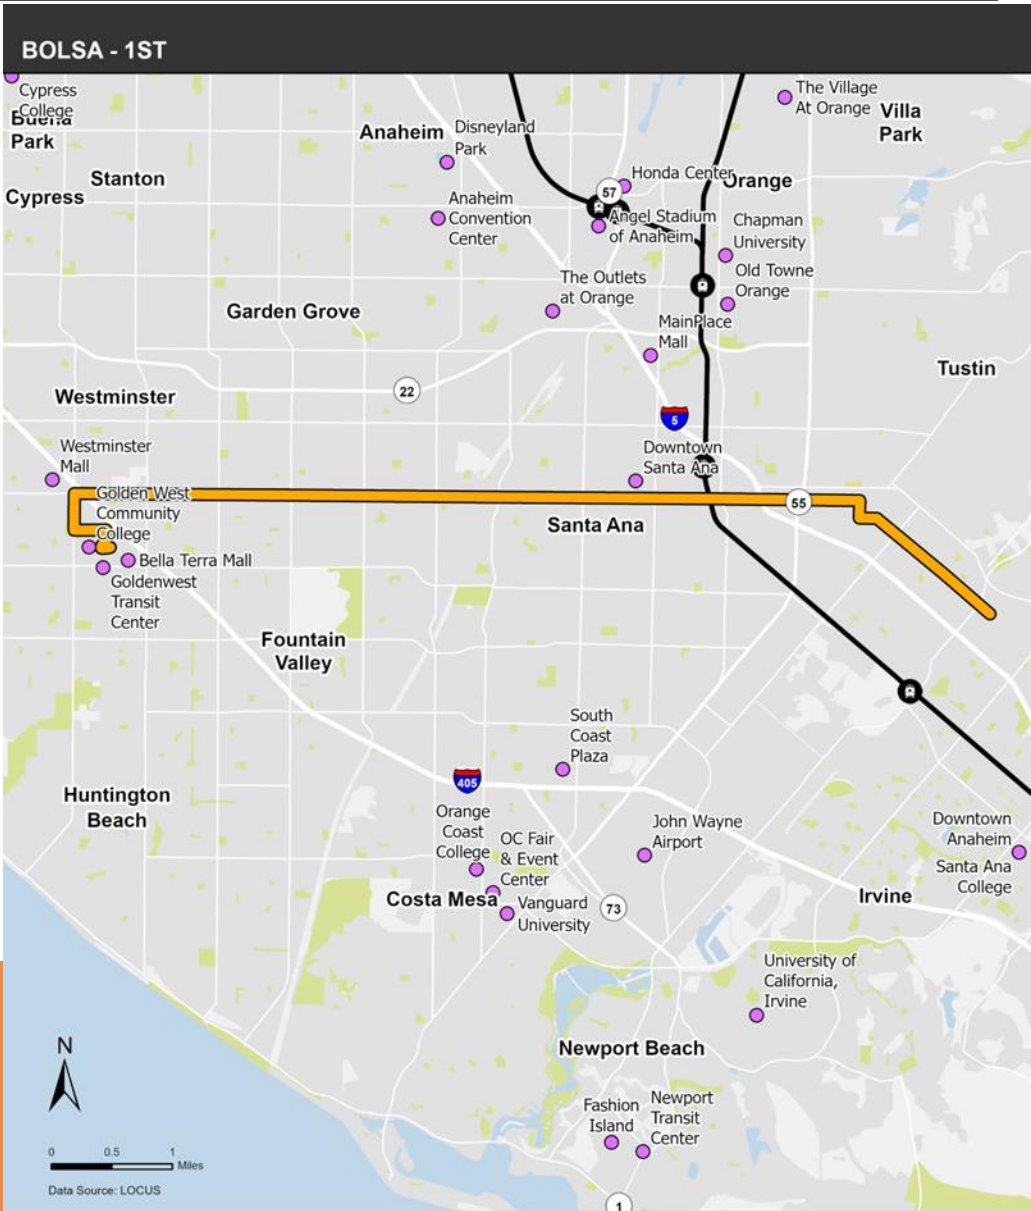 BOLSA - 1ST
Cypress
College
Buena
Park
Cypress
Stanton
Anaheim
Disneyland
Park
Anaheim
Convention
Center
The Village
At Orange
Villa
Park
Honda Center
57
Orange
Angel Stadium
of Anaheim
Chapman
University
The Outlets
at Orange
Old Towne
Orange
Garden Grove
MainPlace
Mall
Tustin
22
Westminster
5
Westminster
Mall
Downtown
Santa Ana
Golden West
Community
College
55
Santa Ana
Bella Terra Mall
Goldenwest
Transit
Center
Fountain
Valley
South
Coast
Plaza
405
Huntington
Beach
Orange
Coast
College
OC Fair
& Event
Center
John Wayne
Airport
Downtown
Anaheim
Santa Ana
College
Costa Mesa
Vanguard
University
73
Irvine
University of
California,
Irvine
N
Newport Beach
Fashion
Island
Newport
Transit
Center
0 0.5 1
Miles
Data Source: LOCUS
1